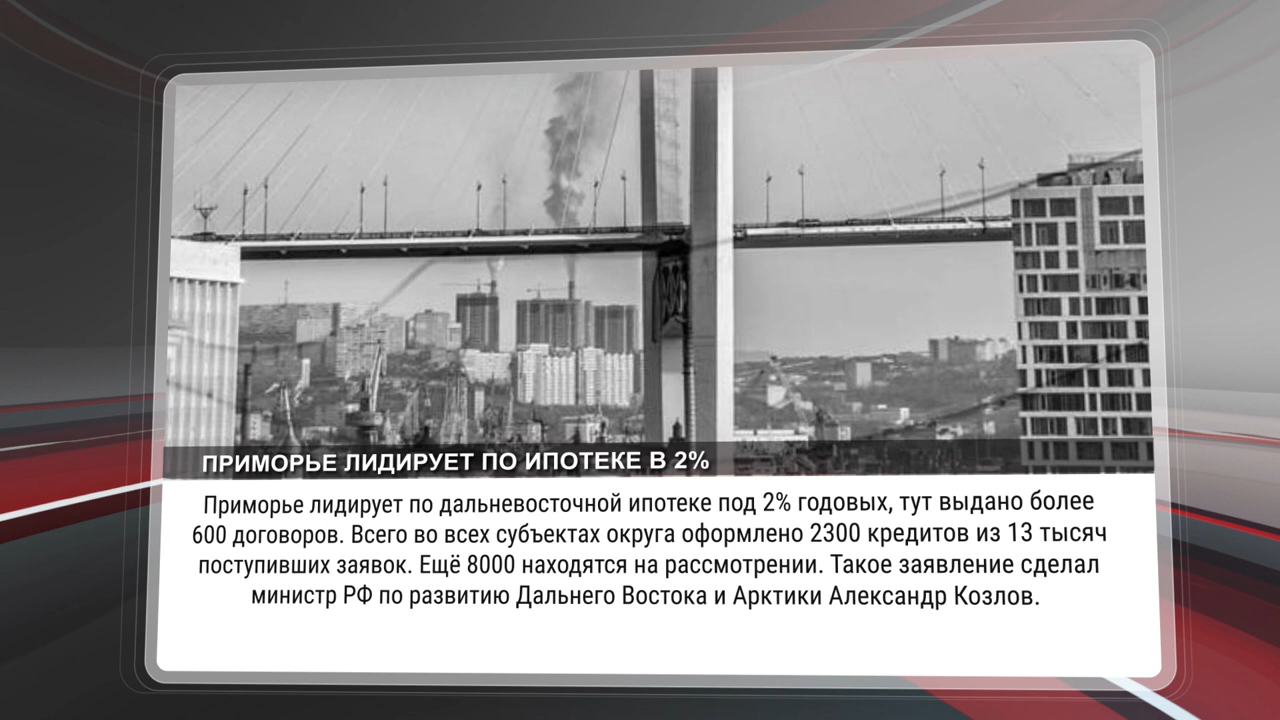 ПРИМОРЬЕ ЛИДИРУЕТ ПО ИПОТЕКЕ В 2%
Приморье лидирует по дальневосточной ипотеке под 2% годовых, тут выдано более
600 договоров. Всего во всех субъектах округа оформлено 2300 кредитов из 13 тысяч
поступивших заявок. Ещё 8000 находятся на рассмотрении. Такое заявление сделал
министр РФ по развитию Дальнего Востока и Арктики Александр Козлов.